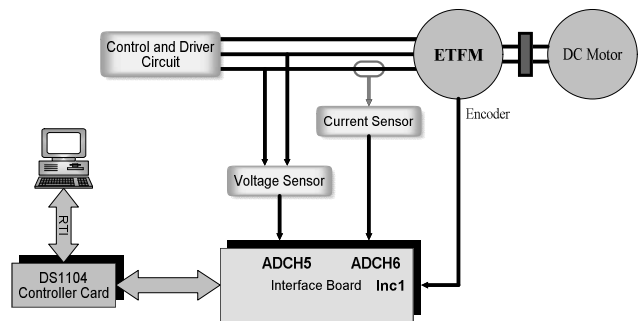 Control and Driver
Circuit
ETFM
DC Motor
Encoder
Current Sensor
Voltage Sensor
RTI
ADCH5
ADCH6
Interface Board
Inc1
DS1104
Controller Card